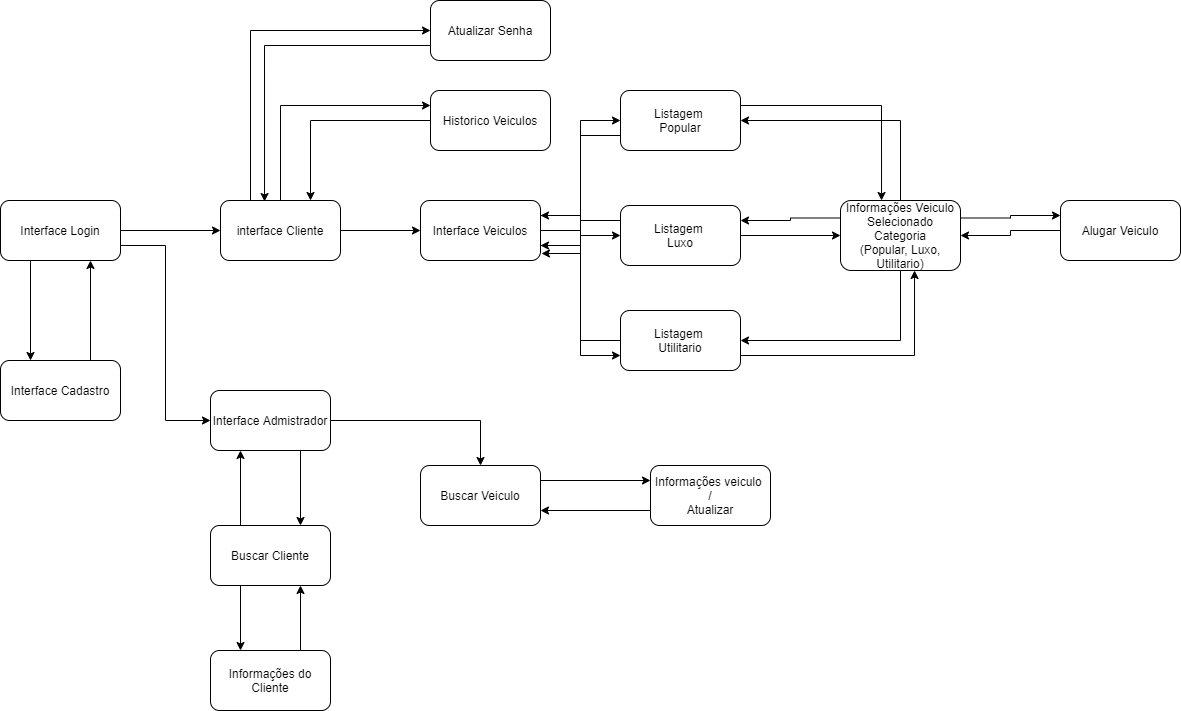 Atualizar Senha
Historico Veiculos
Listagem
Popular
Interface Login
interface Cliente
Interface Veiculos
Listagem
Luxo
Informações Veiculo
Selecionado
Categoria
(Popular, Luxo,
Utilitario)
Alugar Veiculo
Listagem
Utilitario
Interface Cadastro
Interface Admistrador
Buscar Veiculo
Informações veiculo
/
Atualizar
Buscar Cliente
Informações do
Cliente